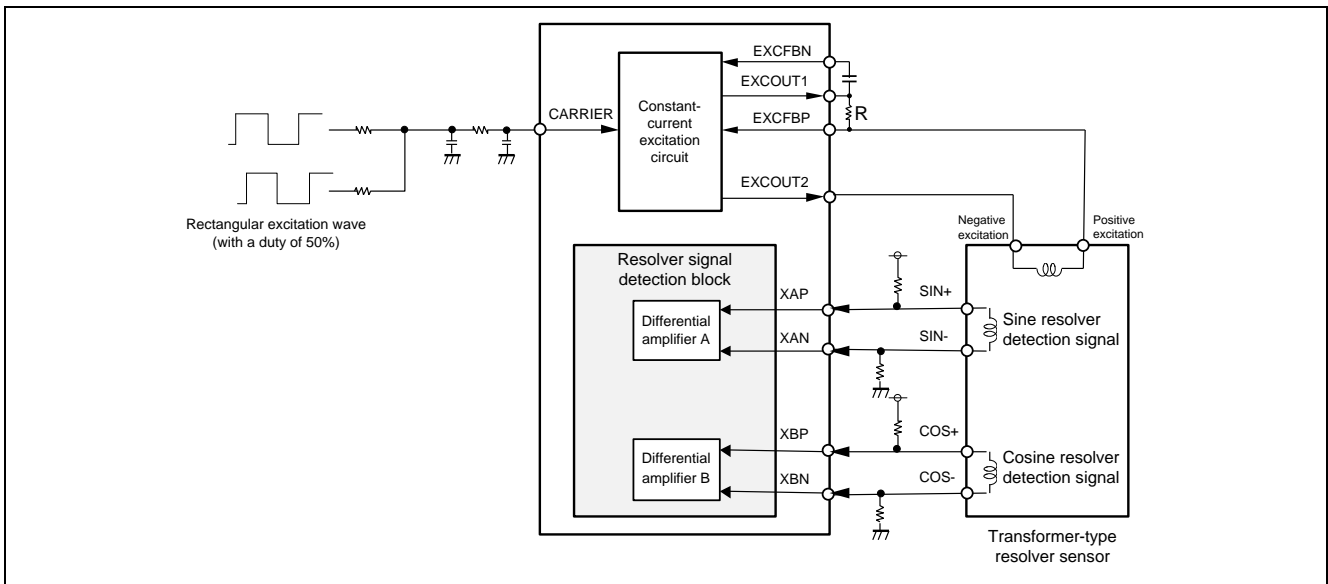 EXCFBN
EXCOUT1
CARRIER
Constant-
current
excitation
circuit
R
EXCFBP
EXCOUT2
Rectangular excitation wave
(with a duty of 50%)
Negative
excitation
Positive
excitation
Resolver signal
detection block
XAP
SIN+
Differential
amplifier A
XAN
SIN-
Sine resolver
detection signal
XBP
COS+
Differential
amplifier B
XBN
COS-
Cosine resolver
detection signal
Transformer-type
resolver sensor